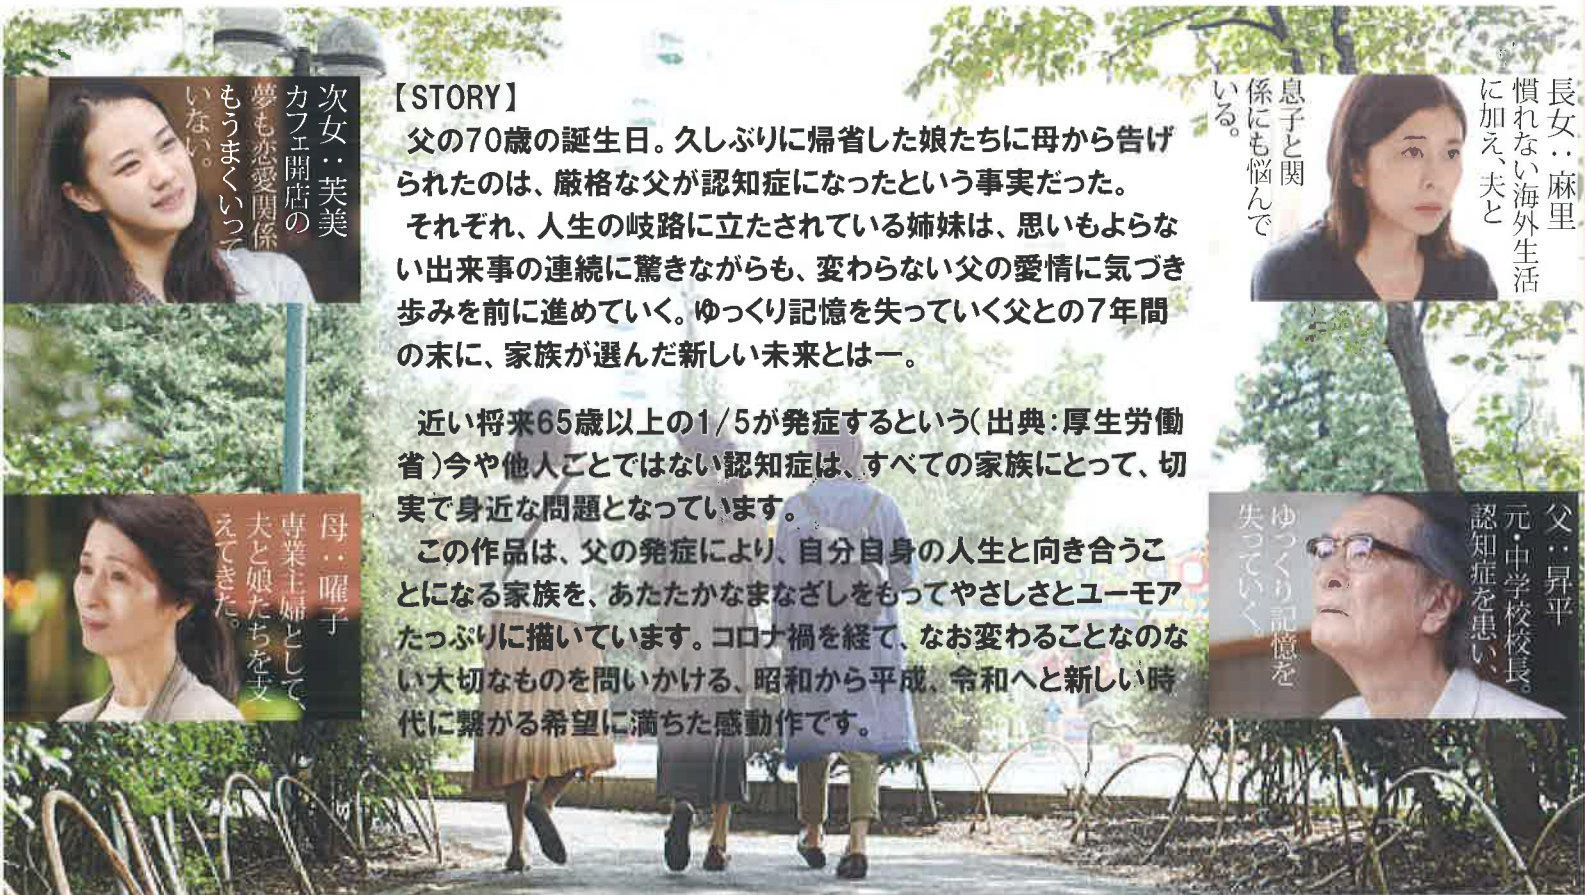 次女：芙美
カフェ開店の
夢も恋愛関係
もうまくいって
いない。
【STORY】
父の70歳の誕生日。久しぶりに帰省した娘たちに母から告げ
られたのは、厳格な父が認知症になったという事実だった。
それぞれ、人生の岐路に立たされている姉妹は、思いもよらな
い出来事の連続に驚きながらも、変わらない父の愛情に気づき
歩みを前に進めていく。ゆっくり記憶を失っていく父との7年間
の末に、家族が選んだ新しい未来とはー。
近い将来65歳以上の1/5が発症するという(出典:厚生労働
省)今や他人ごとではない認知症は、すべての家族にとって、切
実で身近な問題となっています。
この作品は、父の発症により、自分自身の人生と向き合うこ
とになる家族を、あたたかなまなざしをもってやさしさとユーモア
たっぷりに描いています。コロナ禍を経て、なお変わることなのな
い大切なものを問いかける、昭和から平成、令和へと新しい時
代に繋がる希望に満ちた感動作です。
長女：麻里
慣れない海外生活
に加え、夫と
息子と関
係にも悩んで
いる。
母：曜子
専業主婦として、
夫と娘たちを支
えてきた。
父：昇平
元・中学校校長。
認知症を患い、
ゆっくり記憶を
失っていく。